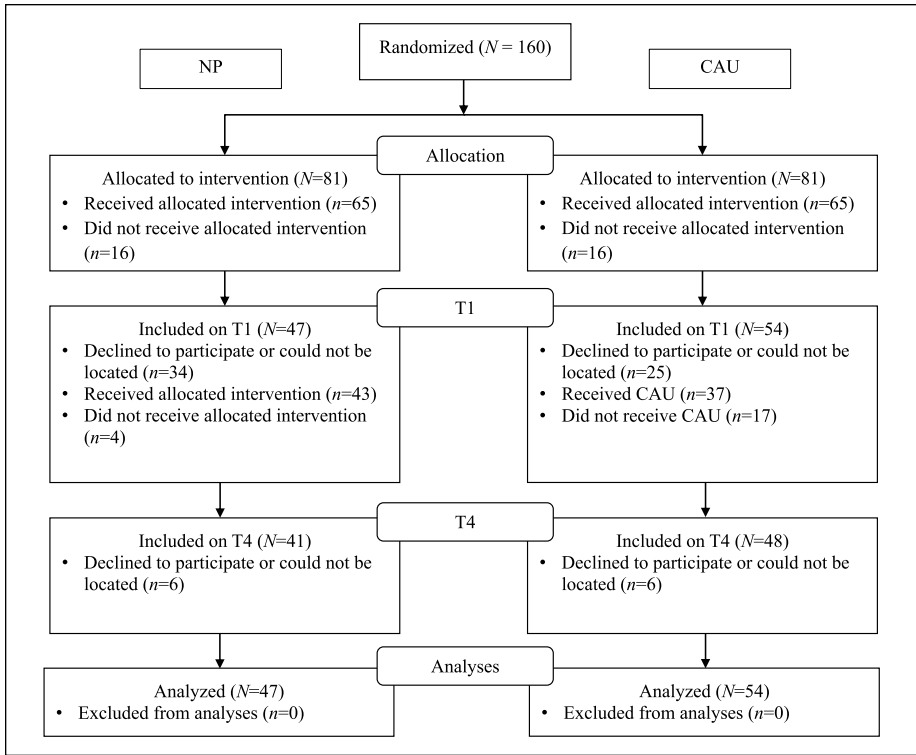 Randomized (N = 160)
NP
CAU
Allocation
Allocated to intervention (N=81)
• Received allocated intervention (n=65)
• Did not receive allocated intervention
(n=16)
Allocated to intervention (N=81)
• Received allocated intervention (n=65)
• Did not receive allocated intervention
(n=16)
T1
Included on T1 (N=47)
• Declined to participate or could not be
located (n=34)
• Received allocated intervention (n=43)
• Did not receive allocated intervention
(n=4)
Included on T1 (N=54)
• Declined to participate or could not be
located (n=25)
• Received CAU (n=37)
• Did not receive CAU (n=17)
T4
Included on T4 (N=41)
• Declined to participate or could not be
located (n=6)
Included on T4 (N=48)
• Declined to participate or could not be
located (n=6)
Analyses
Analyzed (N=47)
• Excluded from analyses (n=0)
Analyzed (N=54)
• Excluded from analyses (n=0)